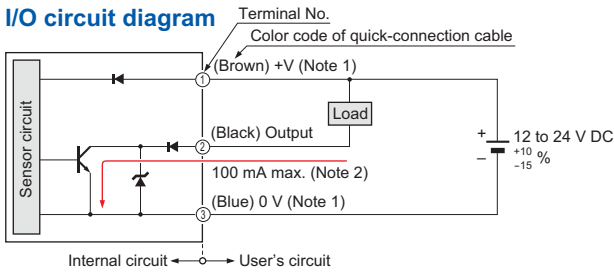 I/O circuit diagram
Terminal No.
Color code of quick-connection cable
1
(Brown) +V (Note 1)
Load
Sensor circuit
2
(Black) Output
+
−
12 to 24 V DC
+10
−15 %
100 mA max. (Note 2)
3
(Blue) 0 V (Note 1)
Internal circuit
User's circuit